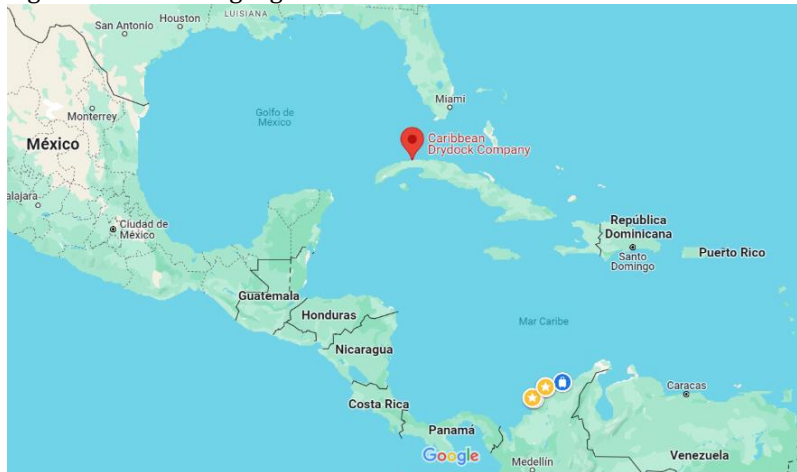 San Antonio
Houston
LUISIANA
Monterrey
Golfo de
México
Miami
México
Caribbean
Drydock Company
alajara
Ciudad de
México
República
Dominicana
Santo
Domingo
Puerto Rico
Guatemala
Honduras
Mar Caribe
Nicaragua
Costa Rica
Caracas
Panamá
Google
Medellín
Venezuela